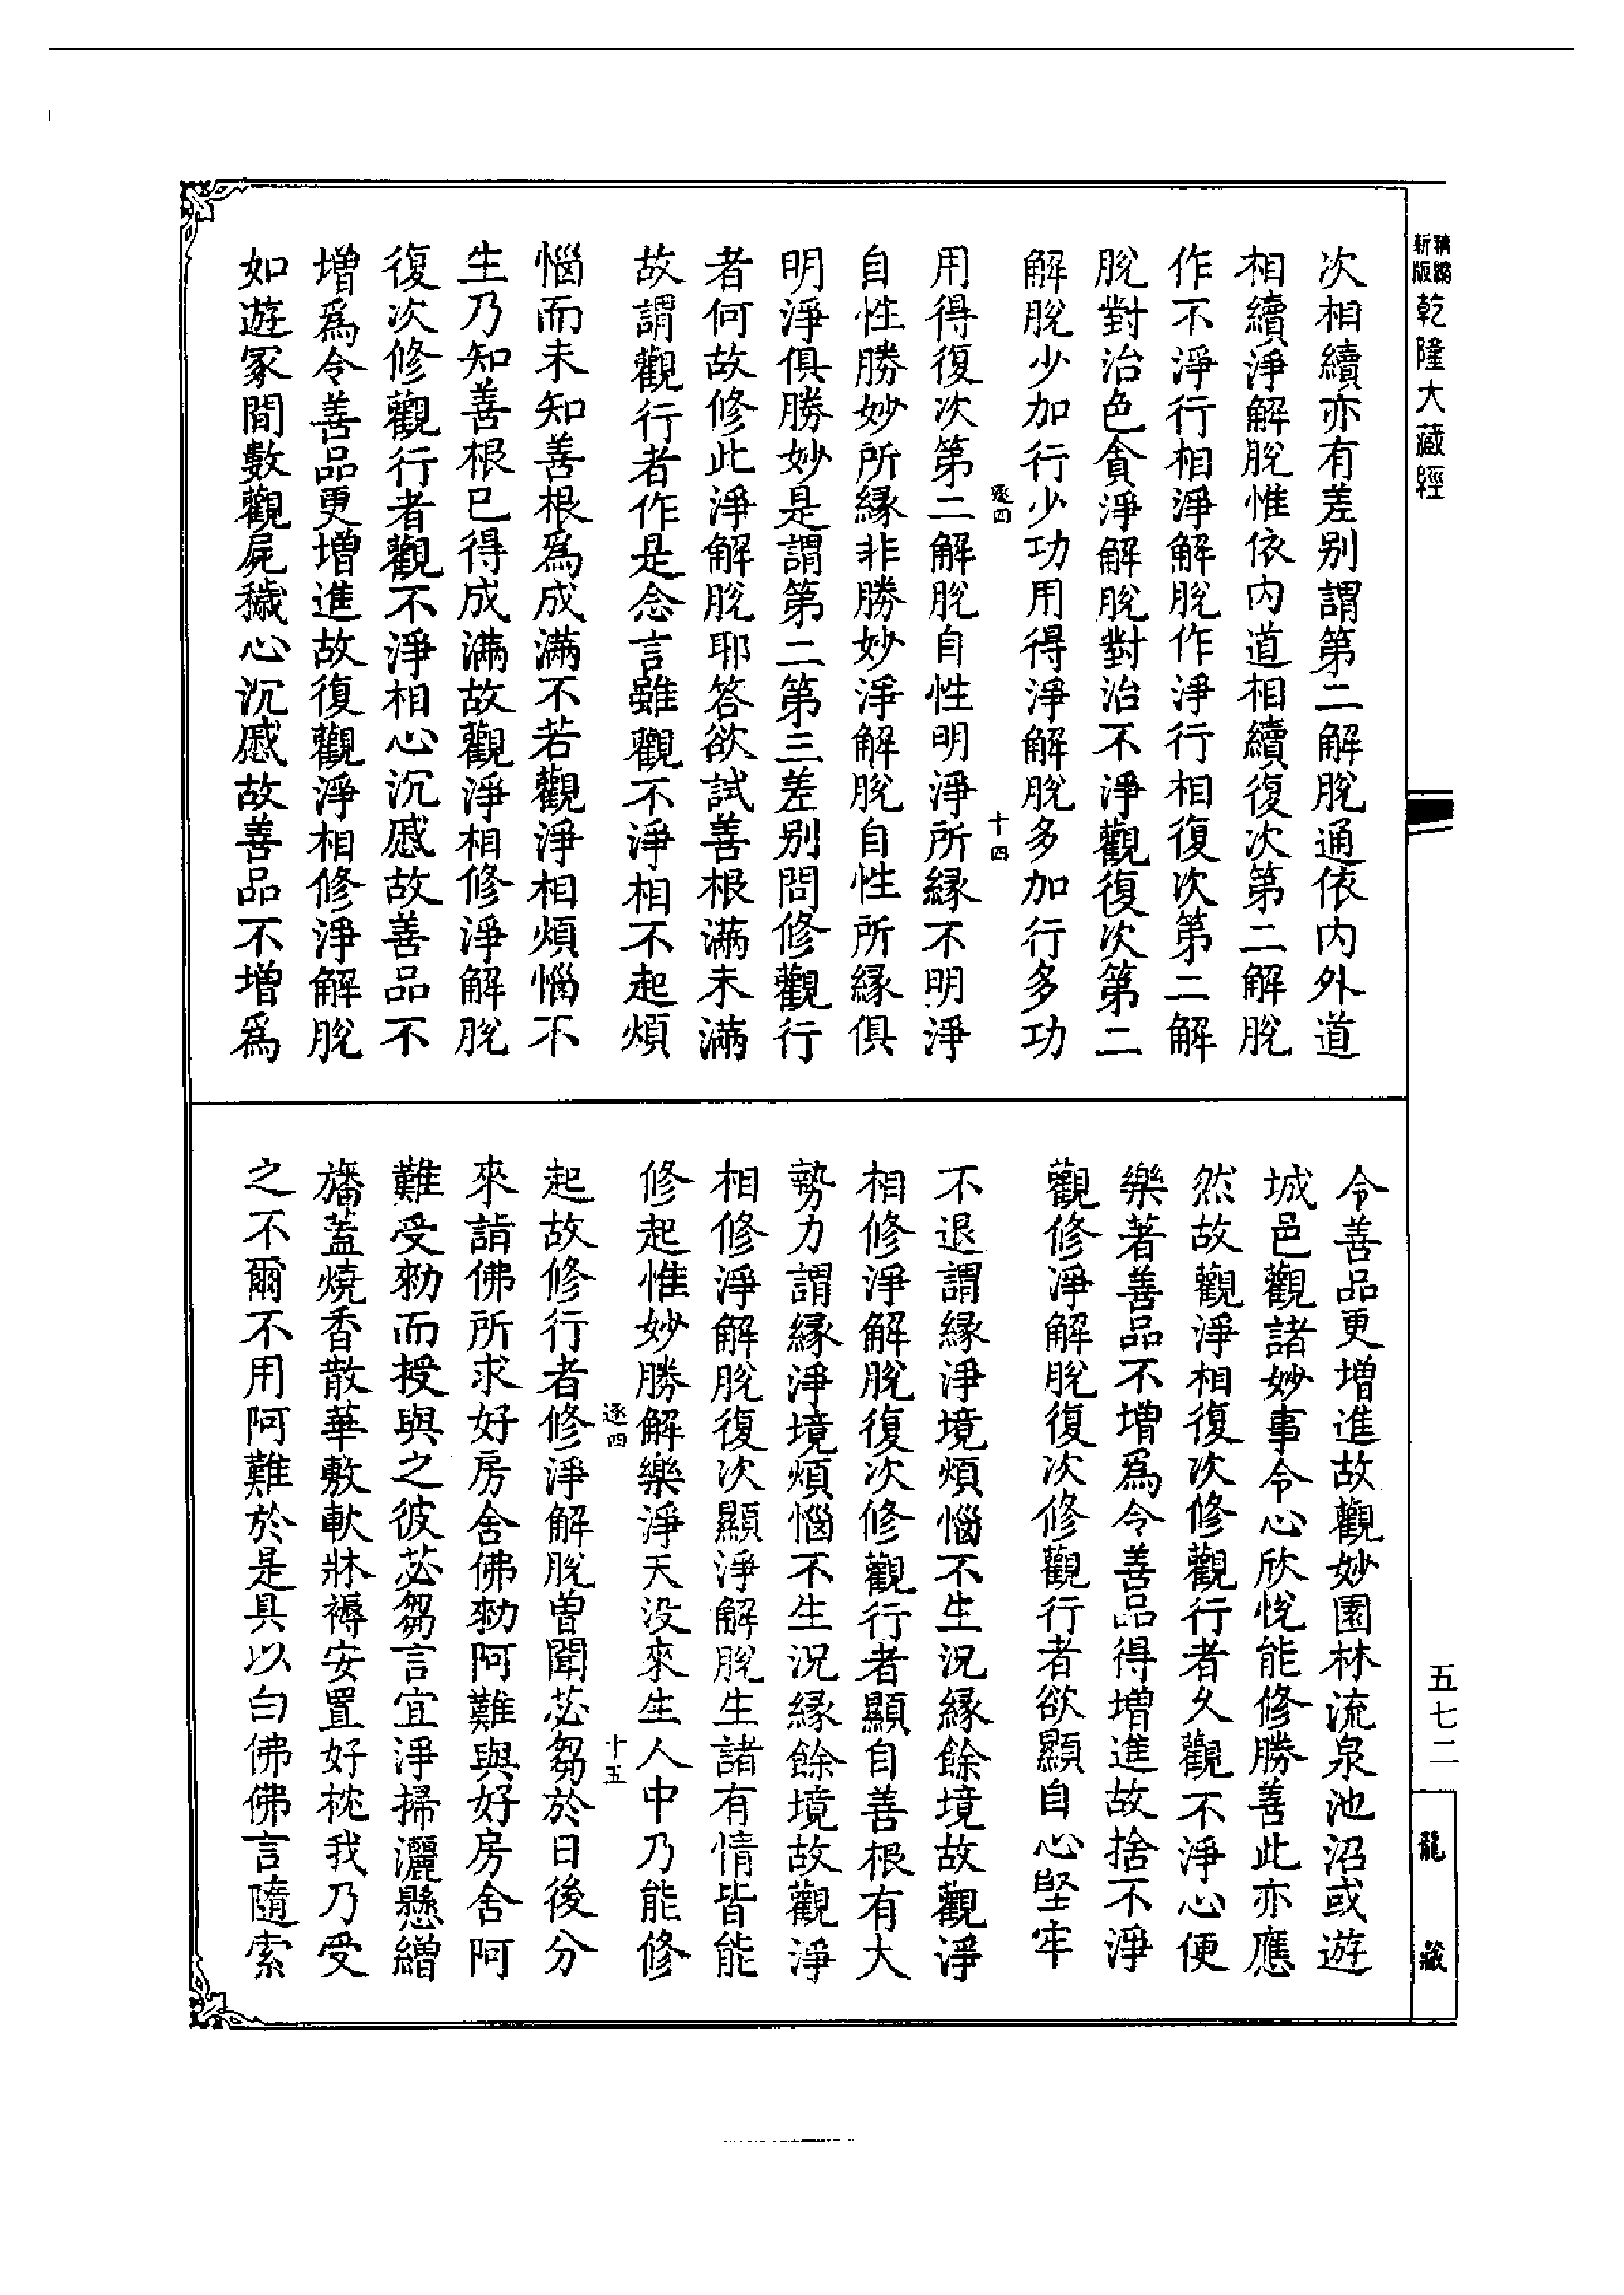 精編
新版
乾隆大藏經
次相續亦有差别謂第二解脫通依内外道
相續淨解脫惟依内道相續復次第二解脫
作不淨行相淨解脫作淨行相復次第二解
脫對治色貪淨解脫對治不淨觀復次第二
解脫少加行少功用得淨解脫多加行多功
逐四
十四
用得復次第二解脫自性明淨所縁不明淨
自性勝妙所縁非勝妙淨解脫自性所縁俱
明淨俱勝妙是謂第二第三差别問修觀行
者何故修此淨解脫耶答欲試善根滿未滿
故謂觀行者作是念言雖觀不淨相不起煩
惱而未知善根爲成滿不若觀淨相煩惱不
生乃知善根已得成滿故觀淨相修淨解脫
復次修觀行者觀不淨相心沉慼故善品不
增爲令善品更增進故復觀淨相修淨解脫
如遊冢間數觀屍穢心沉慼故善品不增爲
令善品更增進故觀妙園林流泉池沼或遊
城邑觀諸妙事令心欣悅能修勝善此亦應
然故觀淨相復次修觀行者久觀不淨心便
樂著善品不增爲令善品得增進故捨不淨
觀修淨解脫復次修觀行者欲顯自心堅牢
不退謂縁淨境煩惱不生況縁餘境故觀淨
相修淨解脫復次修觀行者顯自善根有大
勢力謂縁淨境煩惱不生況縁餘境故觀淨
相修淨解脫復次顯淨解脫生諸有情皆能
修起惟妙勝解樂淨天没來生人中乃能修
逐四
十五
起故修行者修淨解脫曾聞苾芻於日後分
來詣佛所求好房舍佛勑阿難與好房舍阿
難受勑而授與之彼苾芻言宜淨掃灑懸繒
旛蓋燒香散華敷軟牀褥安置好枕我乃受
之不爾不用阿難於是具以白佛佛言隨索
五七二
龍藏